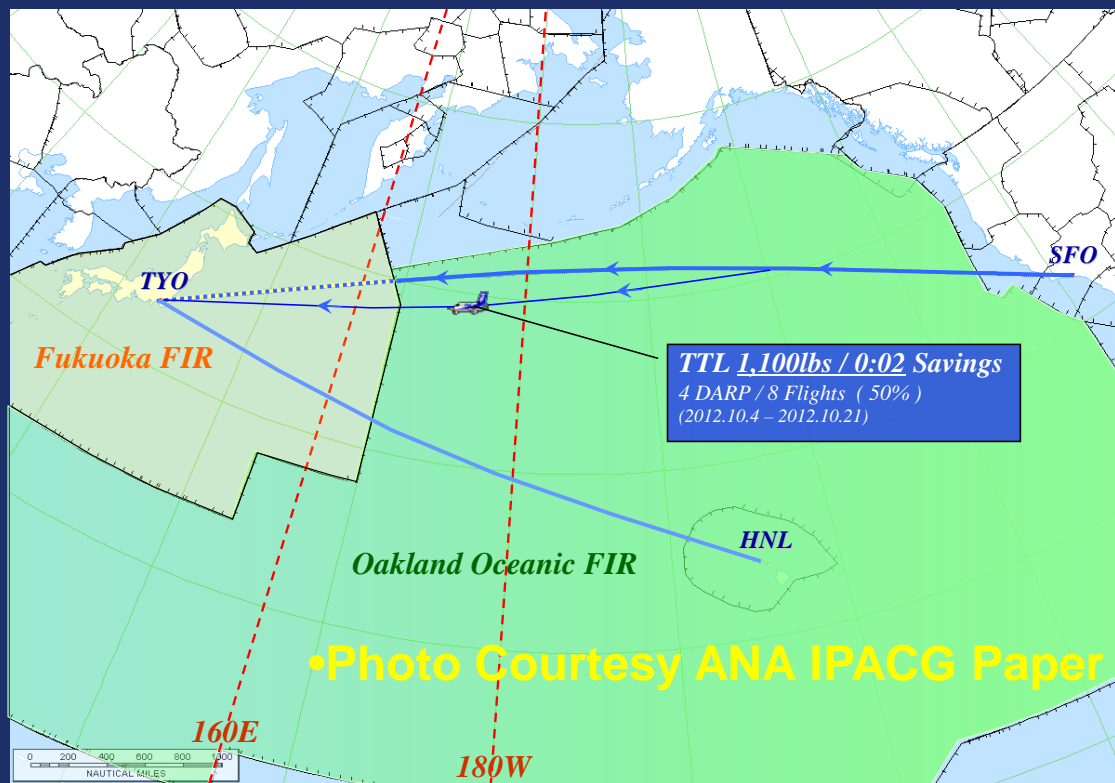 SFO
TYO
Fukuoka FIR
TTL 1,100lbs / 0:02 Savings
4 DARP / 8 Flights ( 50% )
(2012.10.4 – 2012.10.21)
HNL
Oakland Oceanic FIR
•Photo Courtesy ANA IPACG Paper
160E
180W
0 200 400 600 800 1000
NAUTICAL MILES